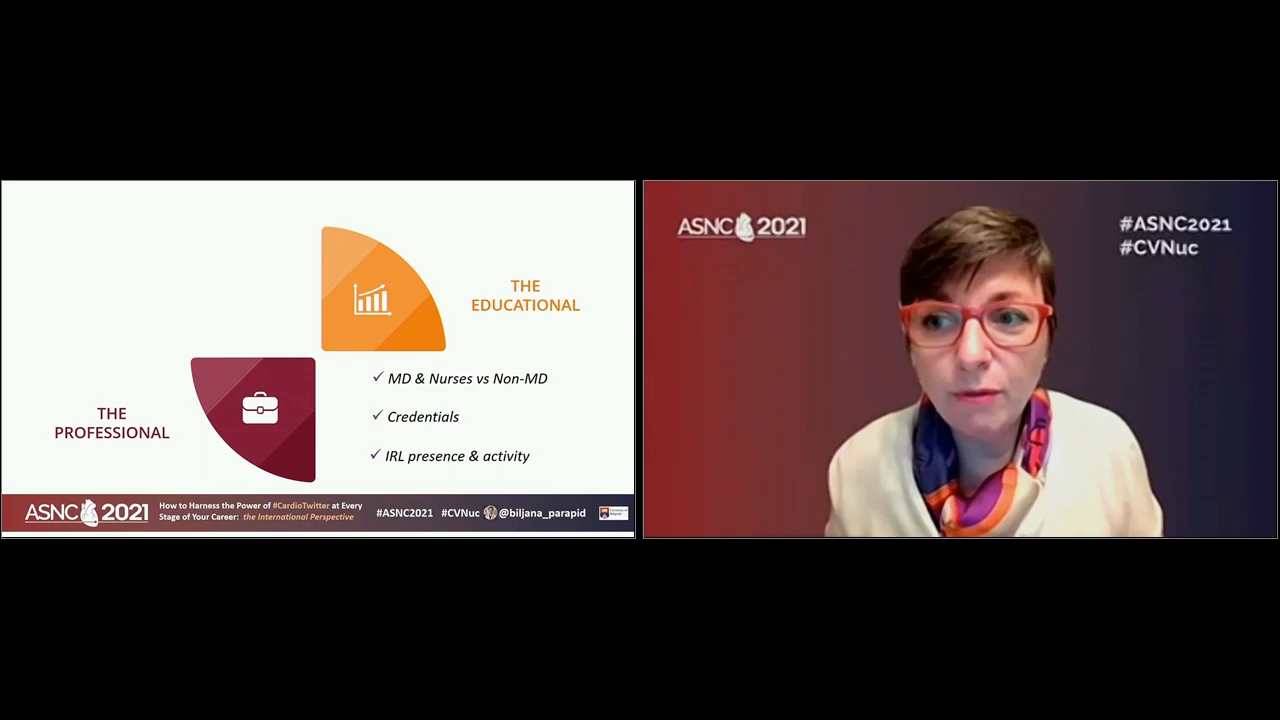 THE
EDUCATIONAL
MD & Nurses vs Non-MD
THE
PROFESSIONAL
Credentials
IRL presence & activity
ASNC 2021
How to Harness the Power of #CardioTwitter at Every
Stage of Your Career: the International Perspective
#ASNC2021 #CVNuc @biljana_parapid
ASNC 2021
#ASNC2021
#CVNuc